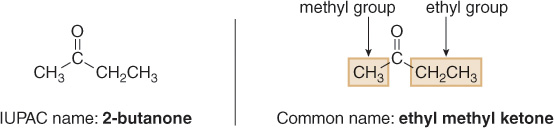 O
C
CH₃ CH₂CH₃
IUPAC name: 2-butanone
methyl group ethyl group
O
C
CH₃ CH₂CH₃
Common name: ethyl methyl ketone